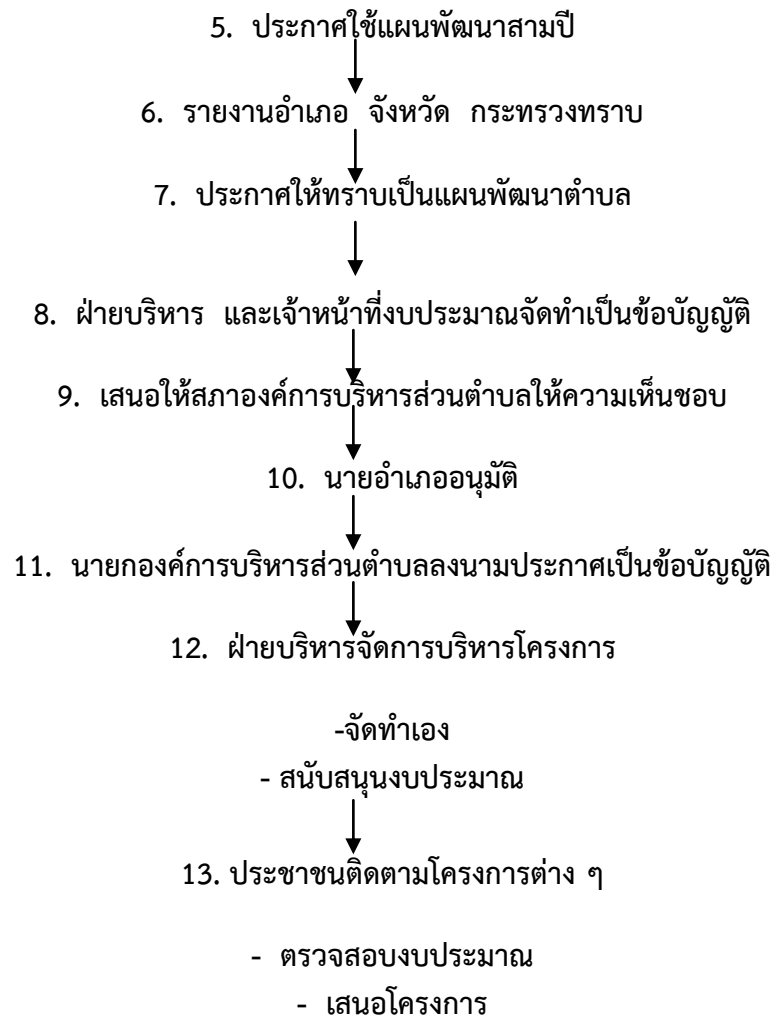 5. ประกาศใช้แผนพัฒนาสามปี
6. รายงานอำเภอ จังหวัด กระทรวงทราบ
7. ประกาศให้ทราบเป็นแผนพัฒนาตำบล
8. ฝ่ายบริหาร และเจ้าหน้าที่งบประมาณจัดทำเป็นข้อบัญญัติ
9. เสนอให้สภาองค์การบริหารส่วนตำบลให้ความเห็นชอบ
10. นายอำเภออนุมัติ
11. นายกองค์การบริหารส่วนตำบลลงนามประกาศเป็นข้อบัญญัติ
12. ฝ่ายบริหารจัดการบริหารโครงการ
-จัดทำเอง
- สนับสนุนงบประมาณ
13. ประชาชนติดตามโครงการต่าง ๆ
- ตรวจสอบงบประมาณ
- เสนอโครงการ